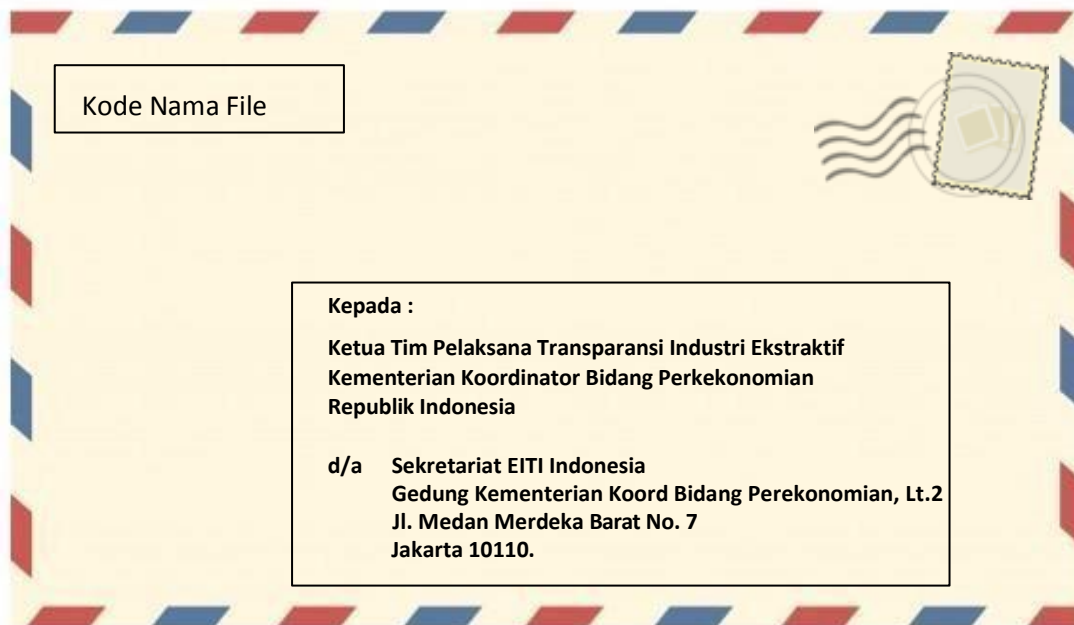 Kode Nama File
Kepada :
Ketua Tim Pelaksana Transparansi Industri Ekstraktif
Kementerian Koordinator Bidang Perkekonomian
Republik Indonesia
d/a Sekretariat EITI Indonesia
Gedung Kementerian Koord Bidang Perekonomian, Lt.2
Jl. Medan Merdeka Barat No. 7
Jakarta 10110.